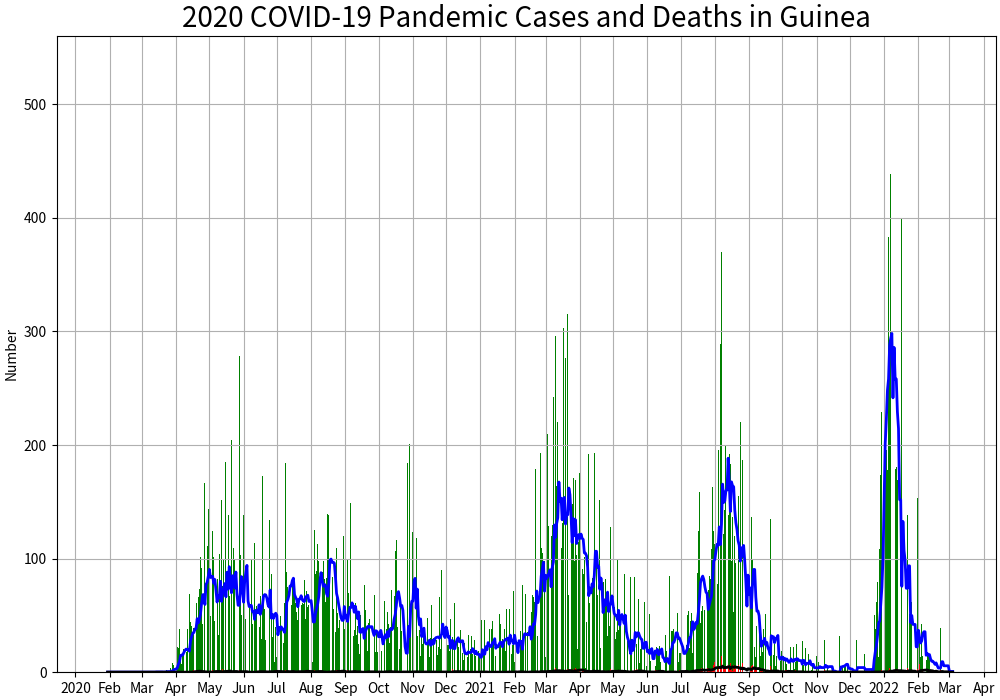 2020 COVID-19 Pandemic Cases and Deaths in Guinea
Number
500
400
300
200
100
0
2020 Feb Mar Apr May Jun Jul Aug Sep Oct Nov Dec 2021 Feb Mar Apr May Jun Jul Aug Sep Oct Nov Dec 2022 Feb Mar Apr